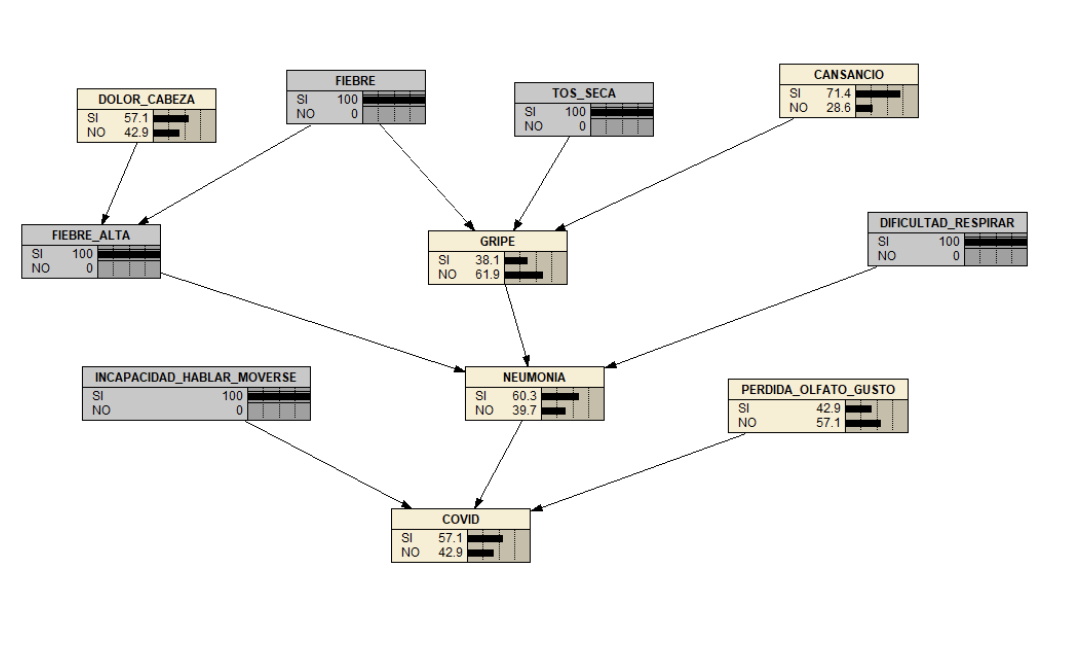 DOLOR_CABEZA
SI 57.1
NO 42.9
FIEBRE
SI 100
NO 0
TOS_SECA
SI 100
NO 0
CANSANCIO
SI 71.4
NO 28.6
FIEBRE_ALTA
SI 100
NO 0
GRIPE
SI 38.1
NO 61.9
DIFICULTAD_RESPIRAR
SI 100
NO 0
INCAPACIDAD_HABLAR_MOVERSE
SI 100
NO 0
NEUMONIA
SI 60.3
NO 39.7
PERDIDA_OLFATO_GUSTO
SI 42.9
NO 57.1
COVID
SI 57.1
NO 42.9